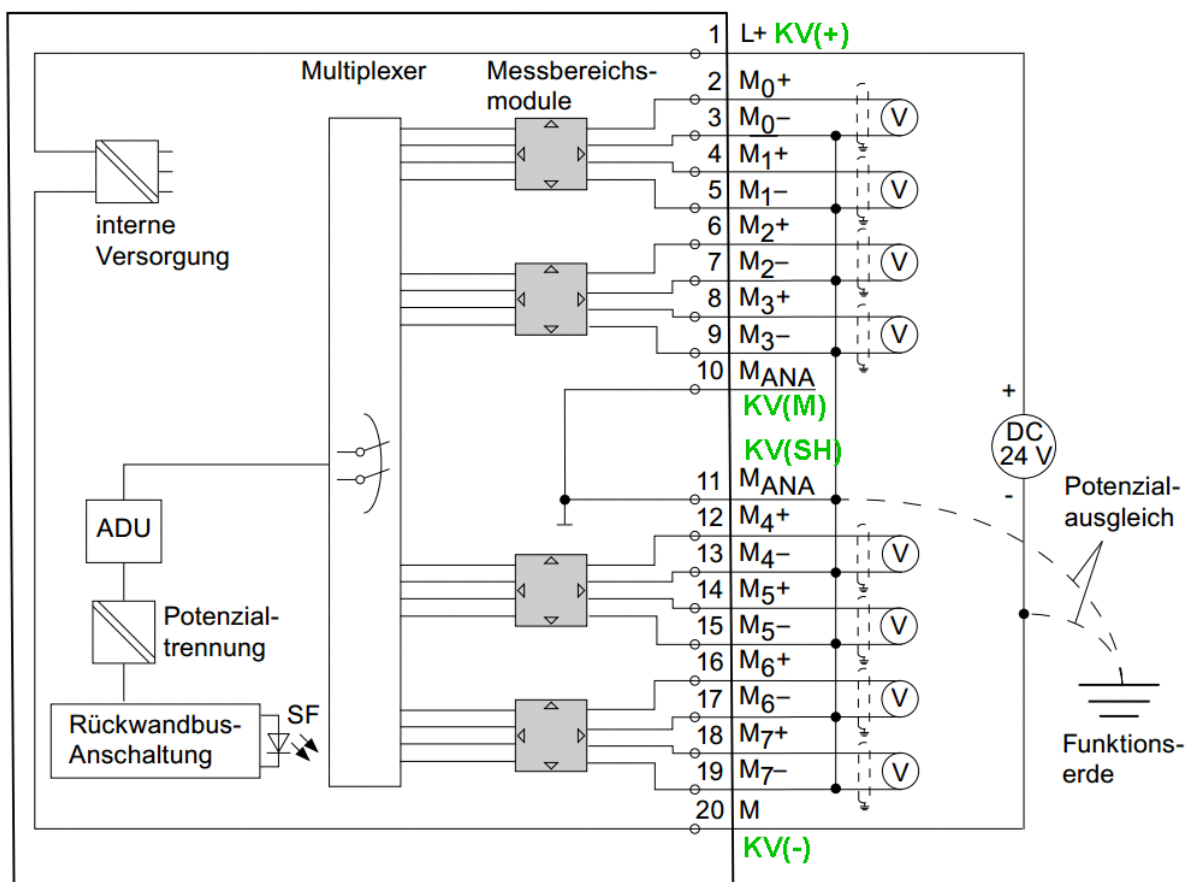 1 L+ KV(+)
Multiplexer
Messbereichs-
module
2 M0+
3 M0–
4 M1+
5 M1–
6 M2+
7 M2–
8 M3+
9 M3–
10 MANA
KV(M)
KV(SH)
11 MANA
12 M4+
13 M4–
14 M5+
15 M5–
16 M6+
17 M6–
18 M7+
19 M7–
20 M
KV(-)
V
V
V
V
V
V
V
V
interne
Versorgung
ADU
Potenzial-
trennung
Rückwandbus-
Anschaltung
SF
+
DC
24 V
-
Potenzial-
ausgleich
Funktions-
erde